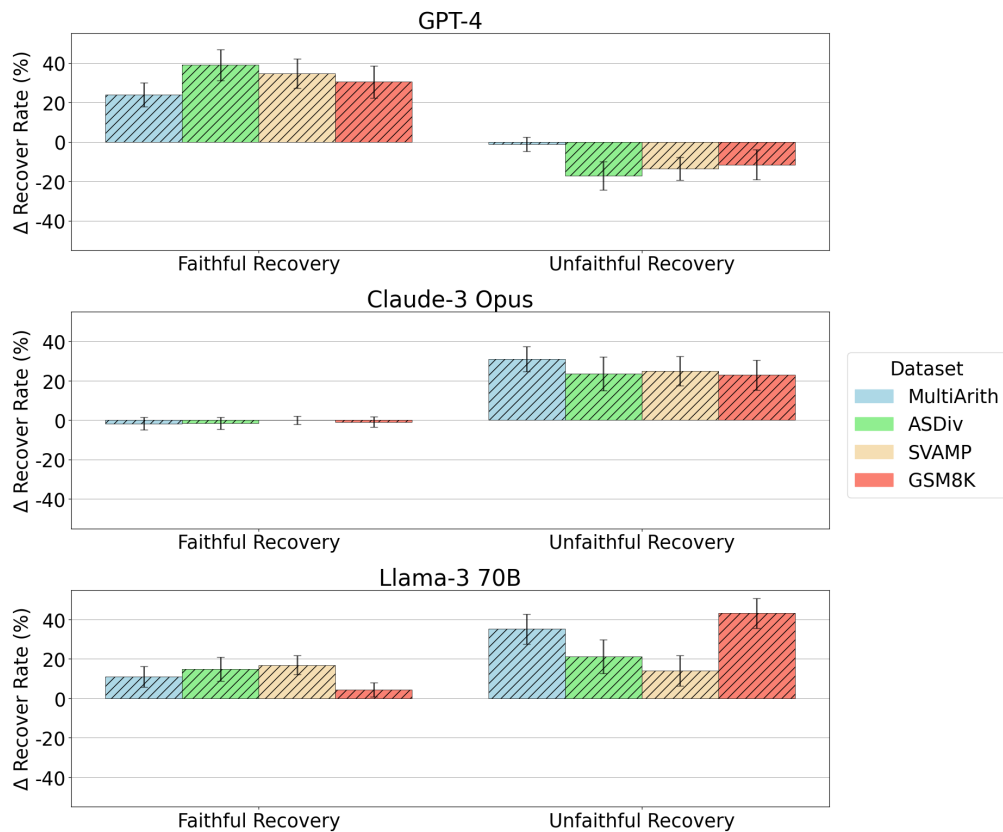 GPT-4
Δ Recover Rate (%)
40
20
0
-20
-40
Faithful Recovery
Unfaithful Recovery
Claude-3 Opus
Δ Recover Rate (%)
40
20
0
-20
-40
Faithful Recovery
Unfaithful Recovery
Dataset
MultiArith
ASDiv
SVAMP
GSM8K
Llama-3 70B
Δ Recover Rate (%)
40
20
0
-20
-40
Faithful Recovery
Unfaithful Recovery